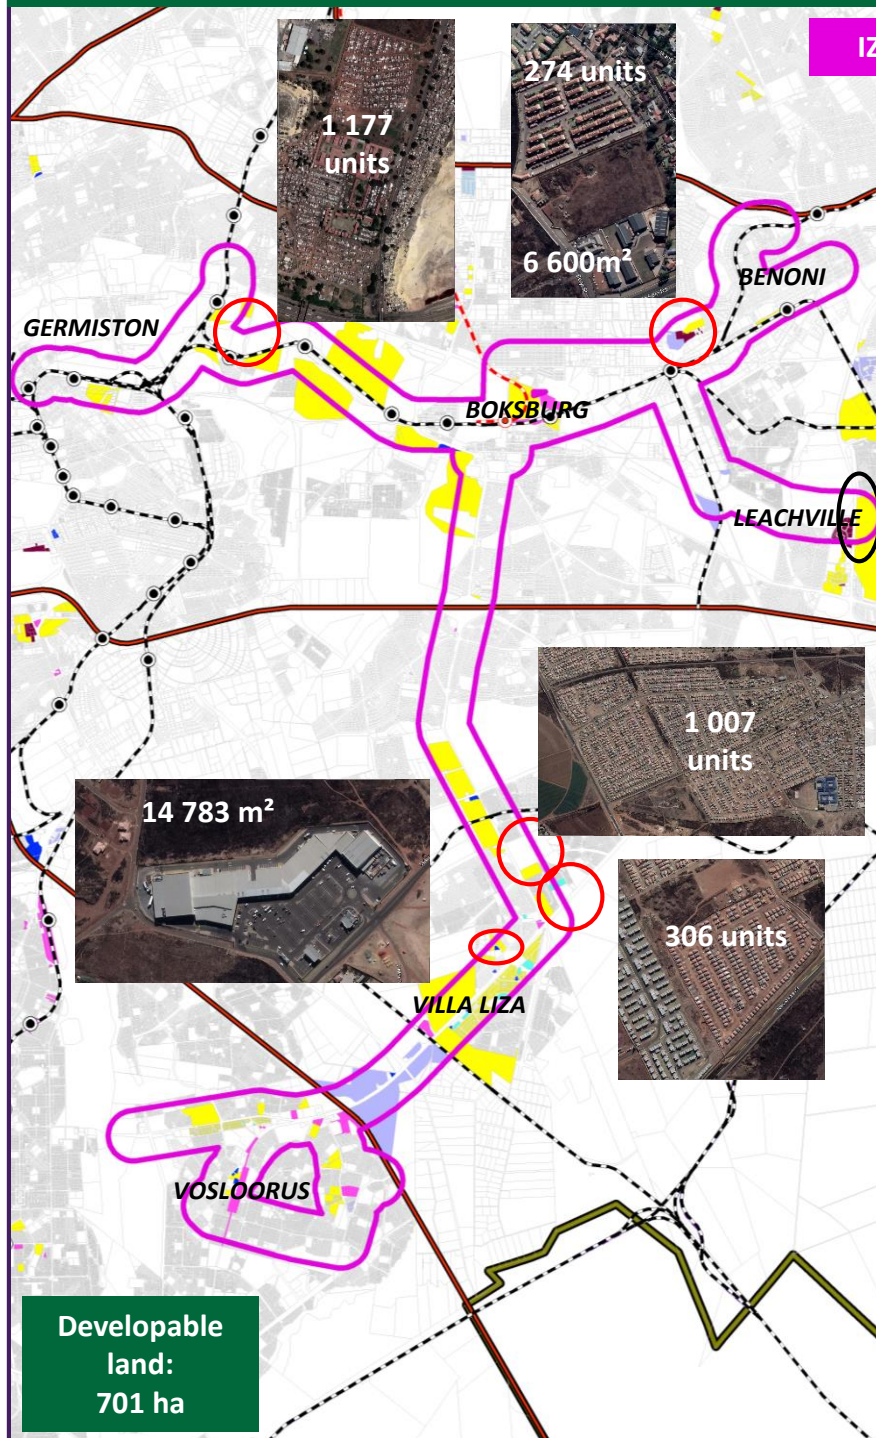 IZ
274 units
1 177
units
6 600m²
BENONI
GERMISTON
BOKSBURG
LEACHVILLE
1 007
units
14 783 m²
306 units
VILLA LIZA
VOSLOORUS
Developable
land:
701 ha